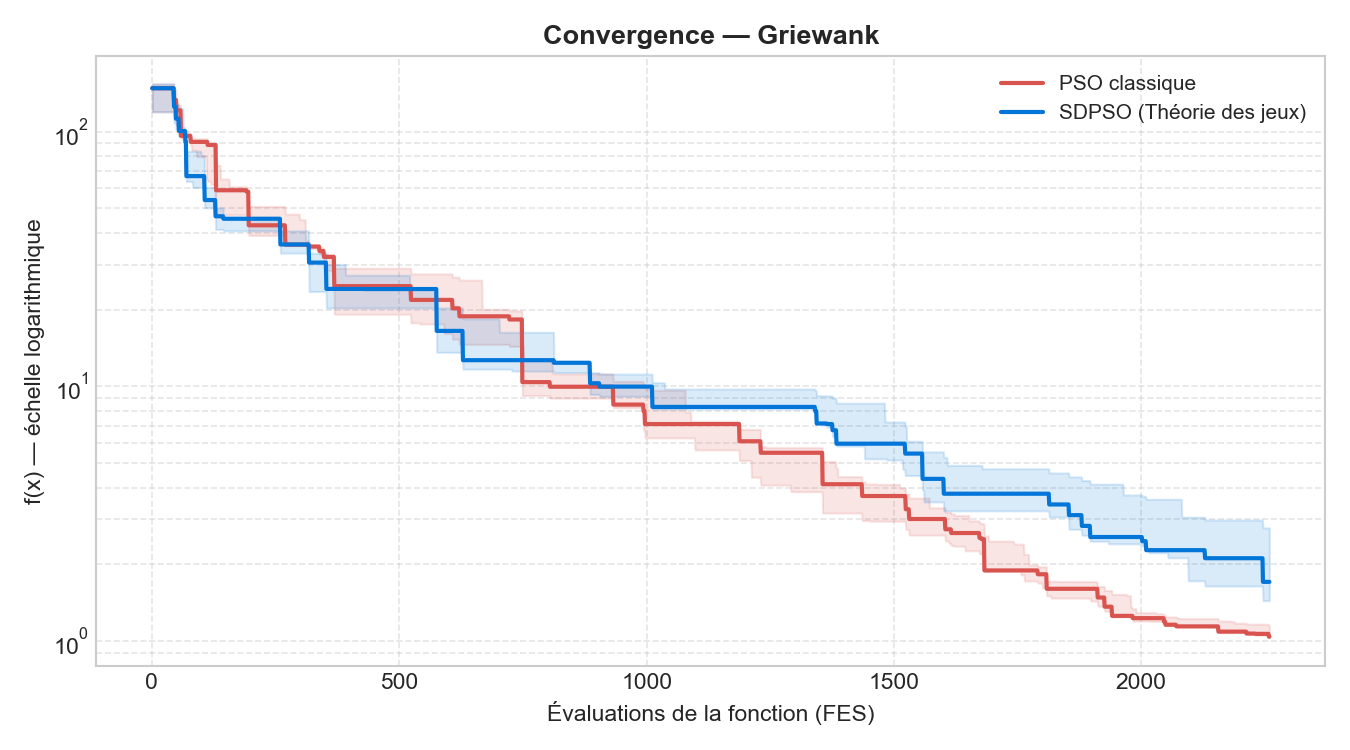 Convergence — Griewank
PSO classique
SDPSO (Théorie des jeux)
10²
10¹
10⁰
f(x) — échelle logarithmique
0
500
1000
1500
2000
Évaluations de la fonction (FES)